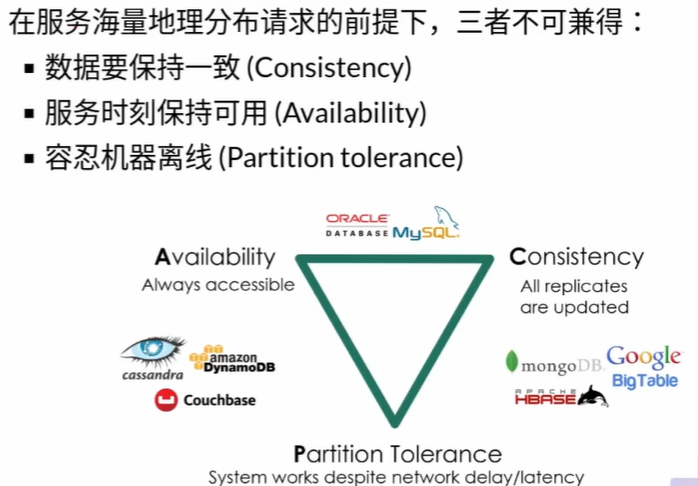 在服务海量地理分布请求的前提下，三者不可兼得：
▪ 数据要保持一致 (Consistency)
▪ 服务时刻保持可用 (Availability)
▪ 容忍机器离线 (Partition tolerance)
ORACLE
DATABASE MySQL
Availability
Always accessible
Consistency
All replicates
are updated
cassandra
amazon
DynamoDB
Couchbase
mongoDB
Google
BigTable
APACHE
HBASE
Partition Tolerance
System works despite network delay/latency